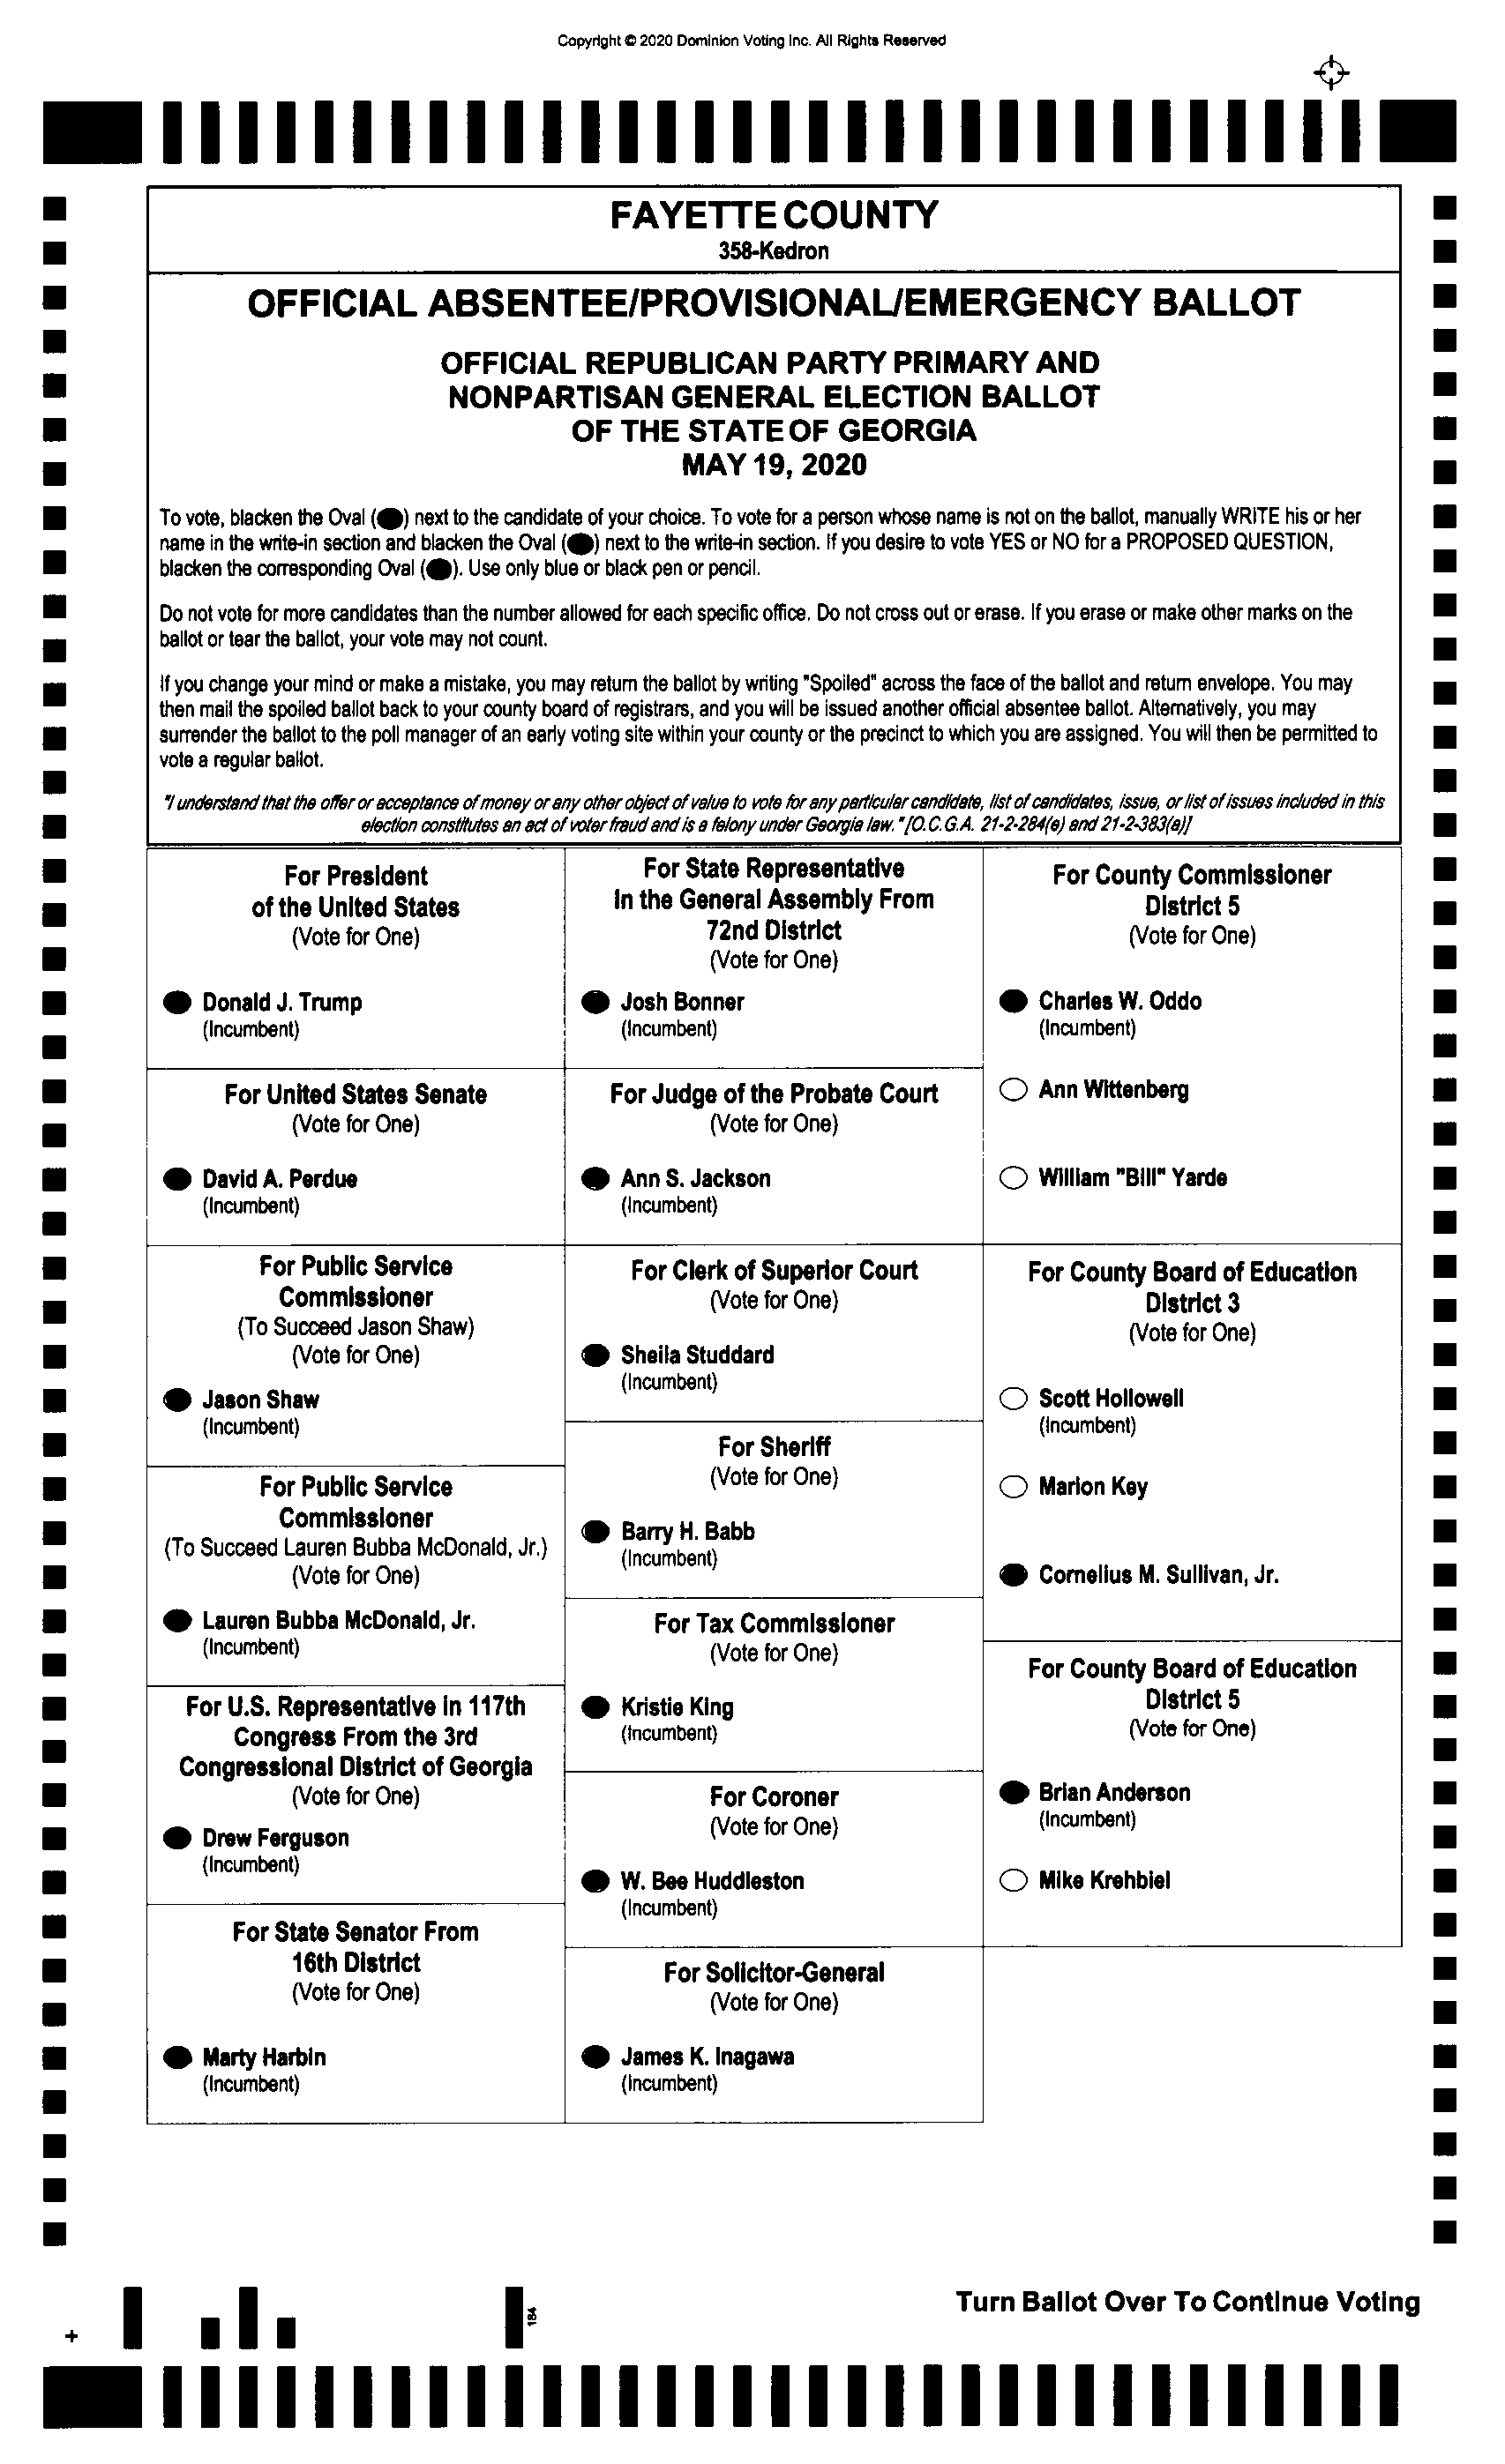 Copyright © 2020 Dominion Voting Inc. All Rights Reserved
FAYETTE COUNTY
358-Kedron
OFFICIAL ABSENTEE/PROVISIONAL/EMERGENCY BALLOT
OFFICIAL REPUBLICAN PARTY PRIMARY AND
NONPARTISAN GENERAL ELECTION BALLOT
OF THE STATE OF GEORGIA
MAY 19, 2020
To vote, blacken the Oval ( ) next to the candidate of your choice. To vote for a person whose name is not on the ballot, manually WRITE his or her
name in the write-in section and blacken the Oval ( ) next to the write-in section. If you desire to vote YES or NO for a PROPOSED QUESTION,
blacken the corresponding Oval ( ). Use only blue or black pen or pencil.
Do not vote for more candidates than the number allowed for each specific office. Do not cross out or erase. If you erase or make other marks on the
ballot or tear the ballot, your vote may not count.
If you change your mind or make a mistake, you may return the ballot by writing "Spoiled" across the face of the ballot and return envelope. You may
then mail the spoiled ballot back to your county board of registrars, and you will be issued another official absentee ballot. Alternatively, you may
surrender the ballot to the poll manager of an early voting site within your county or the precinct to which you are assigned. You will then be permitted to
vote a regular ballot.
"I understand that the offer or acceptance of money or any other object of value to vote for any particular candidate, list of candidates, issue, or list of issues included in this
election constitutes an act of voter fraud and is a felony under Georgia law." [O.C.G.A. 21-2-284(e) and 21-2-383(a)]
For President
of the United States
(Vote for One)
Donald J. Trump
(Incumbent)
For United States Senate
(Vote for One)
David A. Perdue
(Incumbent)
For Public Service
Commissioner
(To Succeed Jason Shaw)
(Vote for One)
Jason Shaw
(Incumbent)
For Public Service
Commissioner
(To Succeed Lauren Bubba McDonald, Jr.)
(Vote for One)
Lauren Bubba McDonald, Jr.
(Incumbent)
For U.S. Representative in 117th
Congress From the 3rd
Congressional District of Georgia
(Vote for One)
Drew Ferguson
(Incumbent)
For State Senator From
16th District
(Vote for One)
Marty Harbin
(Incumbent)
For State Representative
In the General Assembly From
72nd District
(Vote for One)
Josh Bonner
(Incumbent)
For Judge of the Probate Court
(Vote for One)
Ann S. Jackson
(Incumbent)
For Clerk of Superior Court
(Vote for One)
Sheila Studdard
(Incumbent)
For Sheriff
(Vote for One)
Barry H. Babb
(Incumbent)
For Tax Commissioner
(Vote for One)
Kristie King
(Incumbent)
For Coroner
(Vote for One)
W. Bee Huddleston
(Incumbent)
For Solicitor-General
(Vote for One)
James K. Inagawa
(Incumbent)
For County Commissioner
District 5
(Vote for One)
Charles W. Oddo
(Incumbent)
Ann Wittenberg
William "Bill" Yarde
For County Board of Education
District 3
(Vote for One)
Scott Hollowell
(Incumbent)
Marion Key
Cornelius M. Sullivan, Jr.
For County Board of Education
District 5
(Vote for One)
Brian Anderson
(Incumbent)
Mike Krehbiel
Turn Ballot Over To Continue Voting
184
+